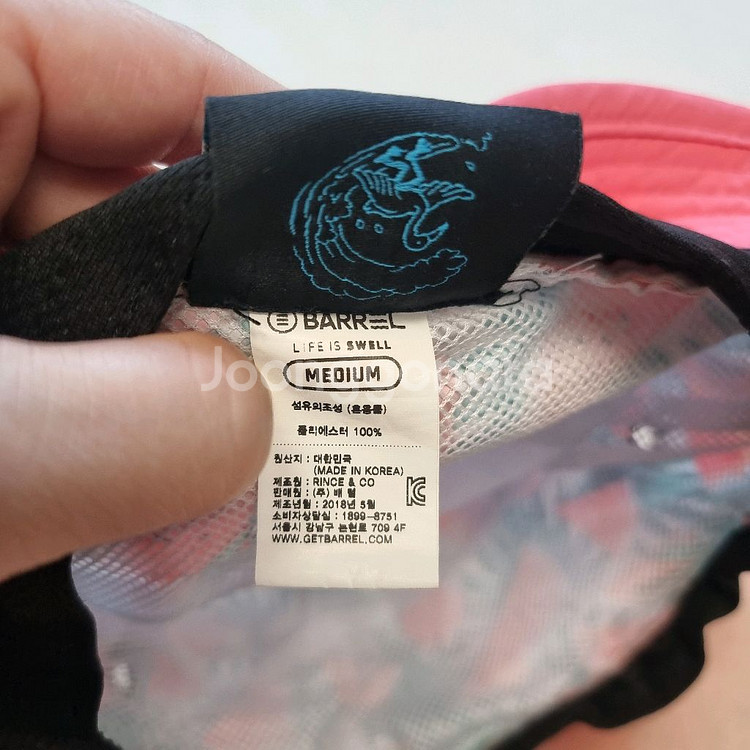 BARREL
LIFE IS SWELL
MEDIUM
섬유의조성 (혼용률)
폴리에스터 100%
원산지 : 대한민국
(MADE IN KOREA)
제조원 : RINCE & CO
판매원 : (주) 배럴
제조년월 : 2018년 5월
소비자상담실 : 1899-8751
서울시 강남구 논현로 709 4F
WWW.GETBARREL.COM